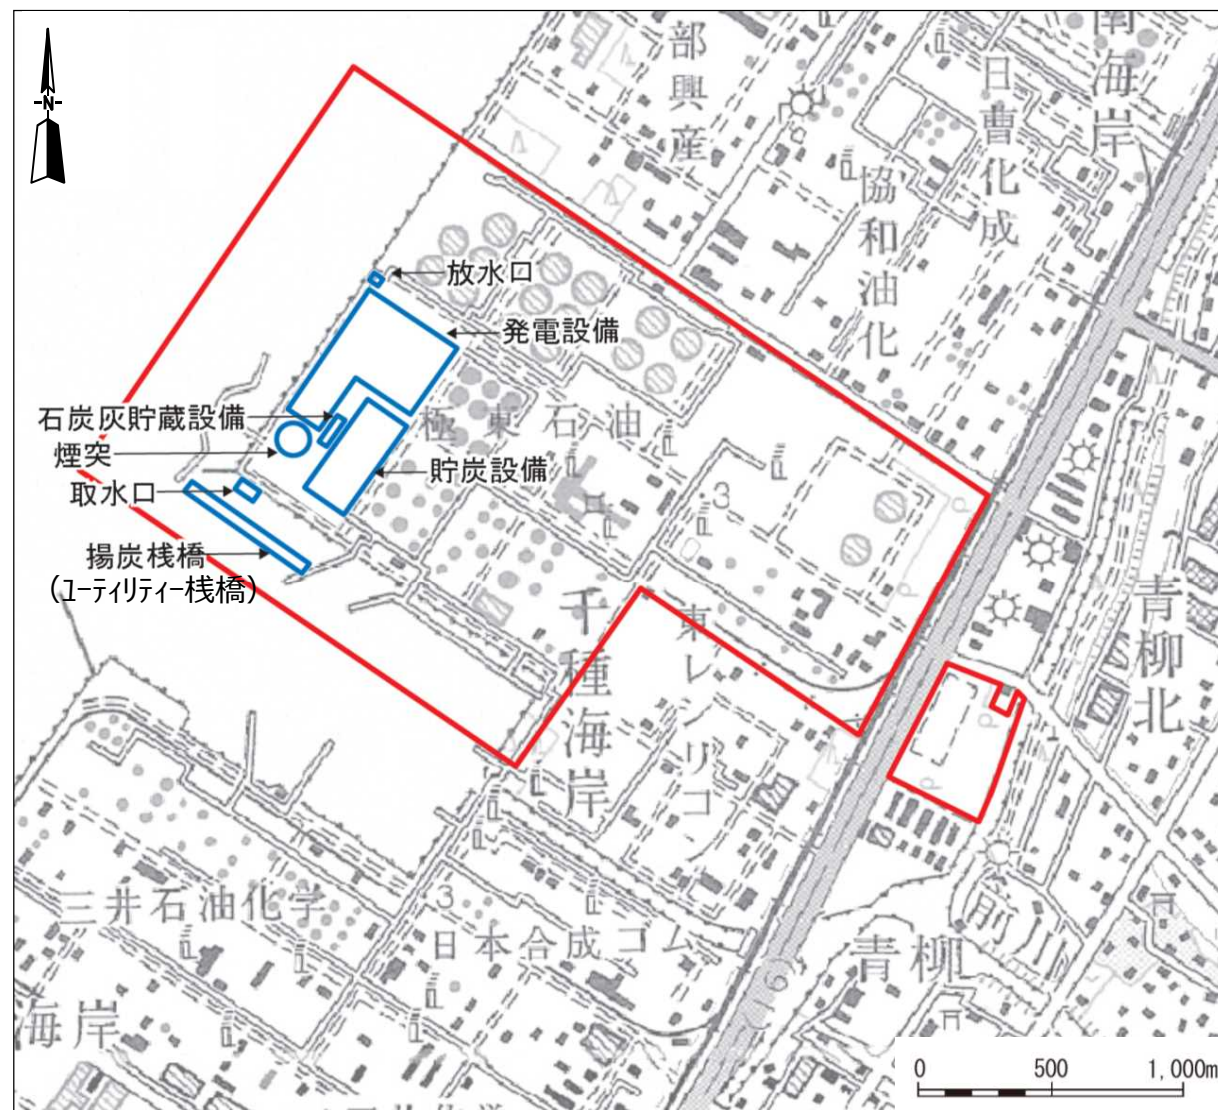 N
部興産
日曹化成
南海岸
協和油化
放水口
発電設備
石炭灰貯蔵設備
極東石油
煙突
貯炭設備
取水口
3
揚炭桟橋
(ユーティリティー桟橋)
千種海岸
東レ
シリコン
青柳北
三井石油化学
3
日本合成ゴム
青柳
海岸
0 500 1,000m